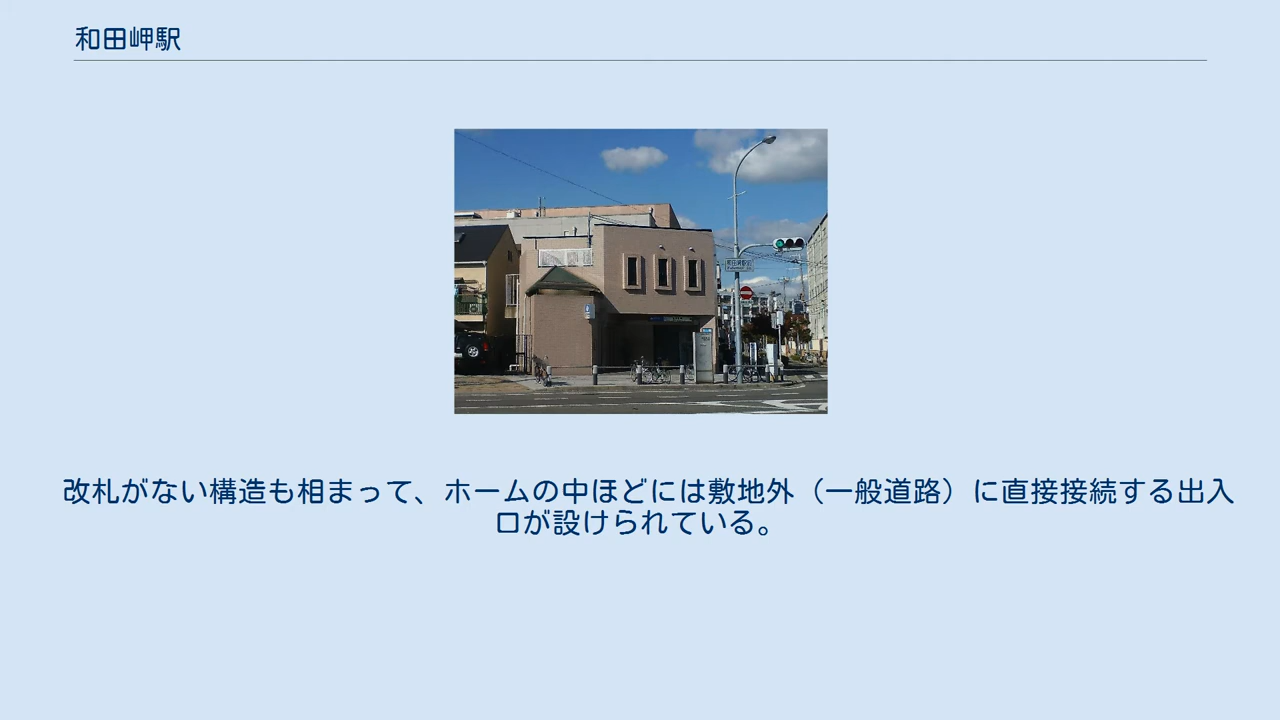 和田岬駅
改札がない構造も相まって、ホームの中ほどには敷地外（一般道路）に直接接続する出入
口が設けられている。